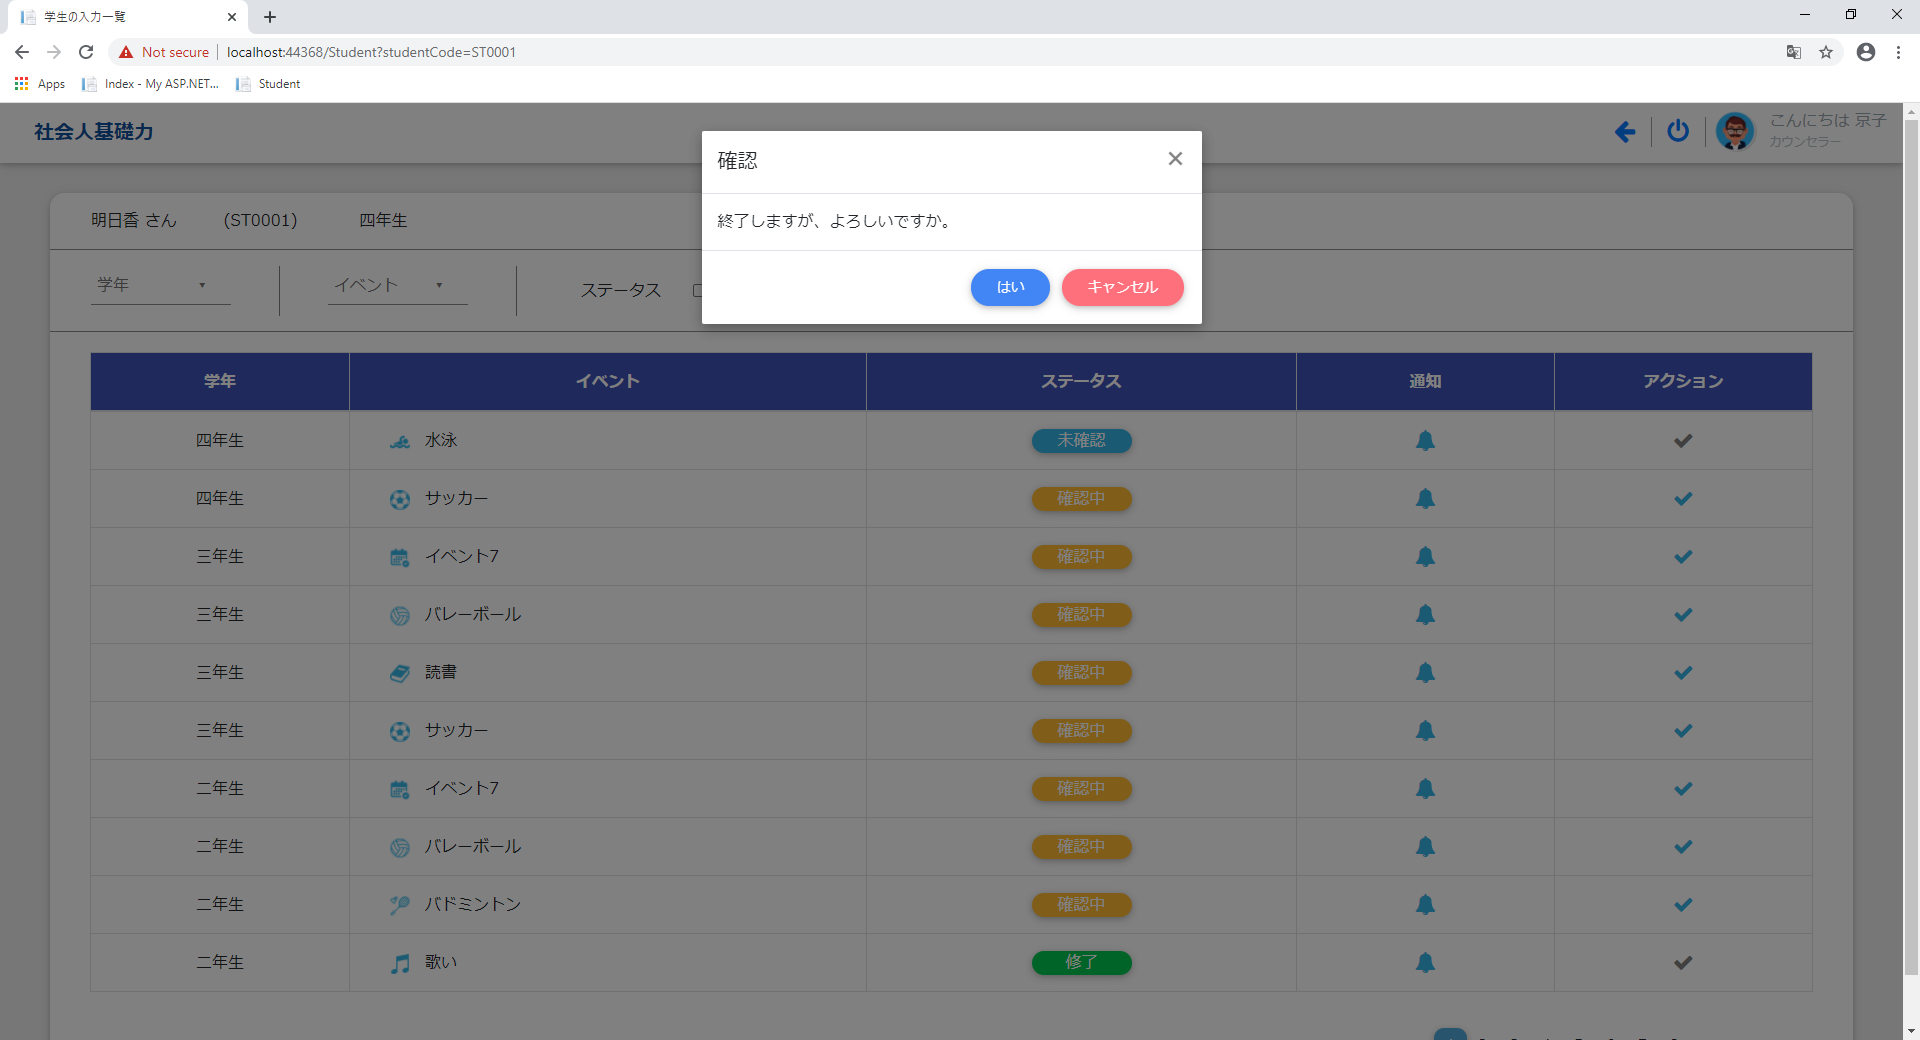 学生の入力一覧
Not secure
localhost:44368/Student?studentCode=ST0001
Apps
Index - My ASP.NET...
Student
社会人基礎力
こんにちは 京子
カウンセラー
確認
終了しますが、よろしいですか。
はい
キャンセル
明日香 さん (ST0001) 四年生
学年 イベント ステータス
学年 イベント ステータス 通知 アクション
四年生 水泳 未確認
四年生 サッカー 確認中
三年生 イベント7 確認中
三年生 バレーボール 確認中
三年生 読書 確認中
三年生 サッカー 確認中
二年生 イベント7 確認中
二年生 バレーボール 確認中
二年生 バドミントン 確認中
二年生 歌い 修了